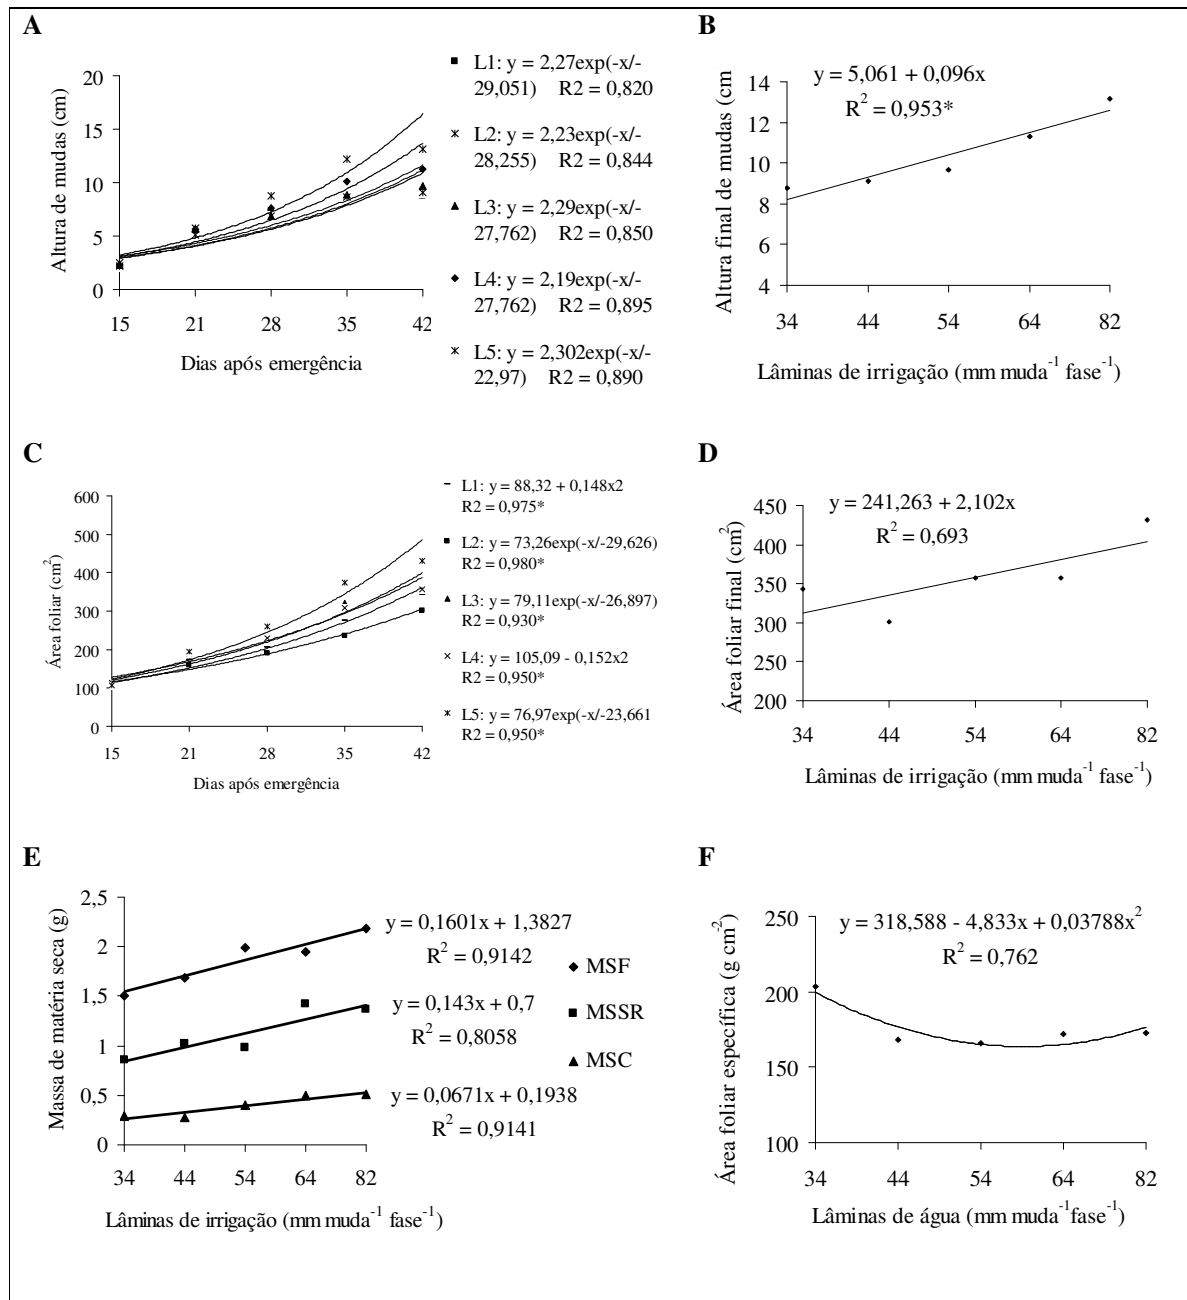 A
Altura de mudas (cm)
20
15
10
5
0
15 21 28 35 42
Dias após emergência
L1: y = 2,27exp(-x/-
29,051) R2 = 0,820
L2: y = 2,23exp(-x/-
28,255) R2 = 0,844
L3: y = 2,29exp(-x/-
27,762) R2 = 0,850
L4: y = 2,19exp(-x/-
27,762) R2 = 0,895
L5: y = 2,302exp(-x/-
22,97) R2 = 0,890
B
Altura final de mudas (cm
y = 5,061 + 0,096x
R² = 0,953*
14
12
10
8
6
4
34 44 54 64 82
Lâminas de irrigação (mm muda⁻¹ fase⁻¹)
C
Área foliar (cm²)
600
500
400
300
200
100
0
15 21 28 35 42
Dias após emergência
L1: y = 88,32 + 0,148x2
R2 = 0,975*
L2: y = 73,26exp(-x/-29,626)
R2 = 0,980*
L3: y = 79,11exp(-x/-26,897)
R2 = 0,930*
L4: y = 105,09 - 0,152x2
R2 = 0,950*
L5: y = 76,97exp(-x/-23,661
R2 = 0,950*
D
Área foliar final (cm²)
y = 241,263 + 2,102x
R² = 0,693
450
400
350
300
250
200
34 44 54 64 82
Lâminas de irrigação (mm muda⁻¹ fase⁻¹)
E
Massa de matéria seca (g)
2,5
2
1,5
1
0,5
0
34 44 54 64 82
Lâminas de irrigação (mm muda⁻¹ fase⁻¹)
y = 0,1601x + 1,3827
R² = 0,9142
y = 0,143x + 0,7
R² = 0,8058
y = 0,0671x + 0,1938
R² = 0,9141
MSF
MSSR
MSC
F
Área foliar específica (g cm⁻²)
y = 318,588 - 4,833x + 0,03788x²
R² = 0,762
250
200
150
100
34 44 54 64 82
Lâminas de água (mm muda⁻¹fase⁻¹)